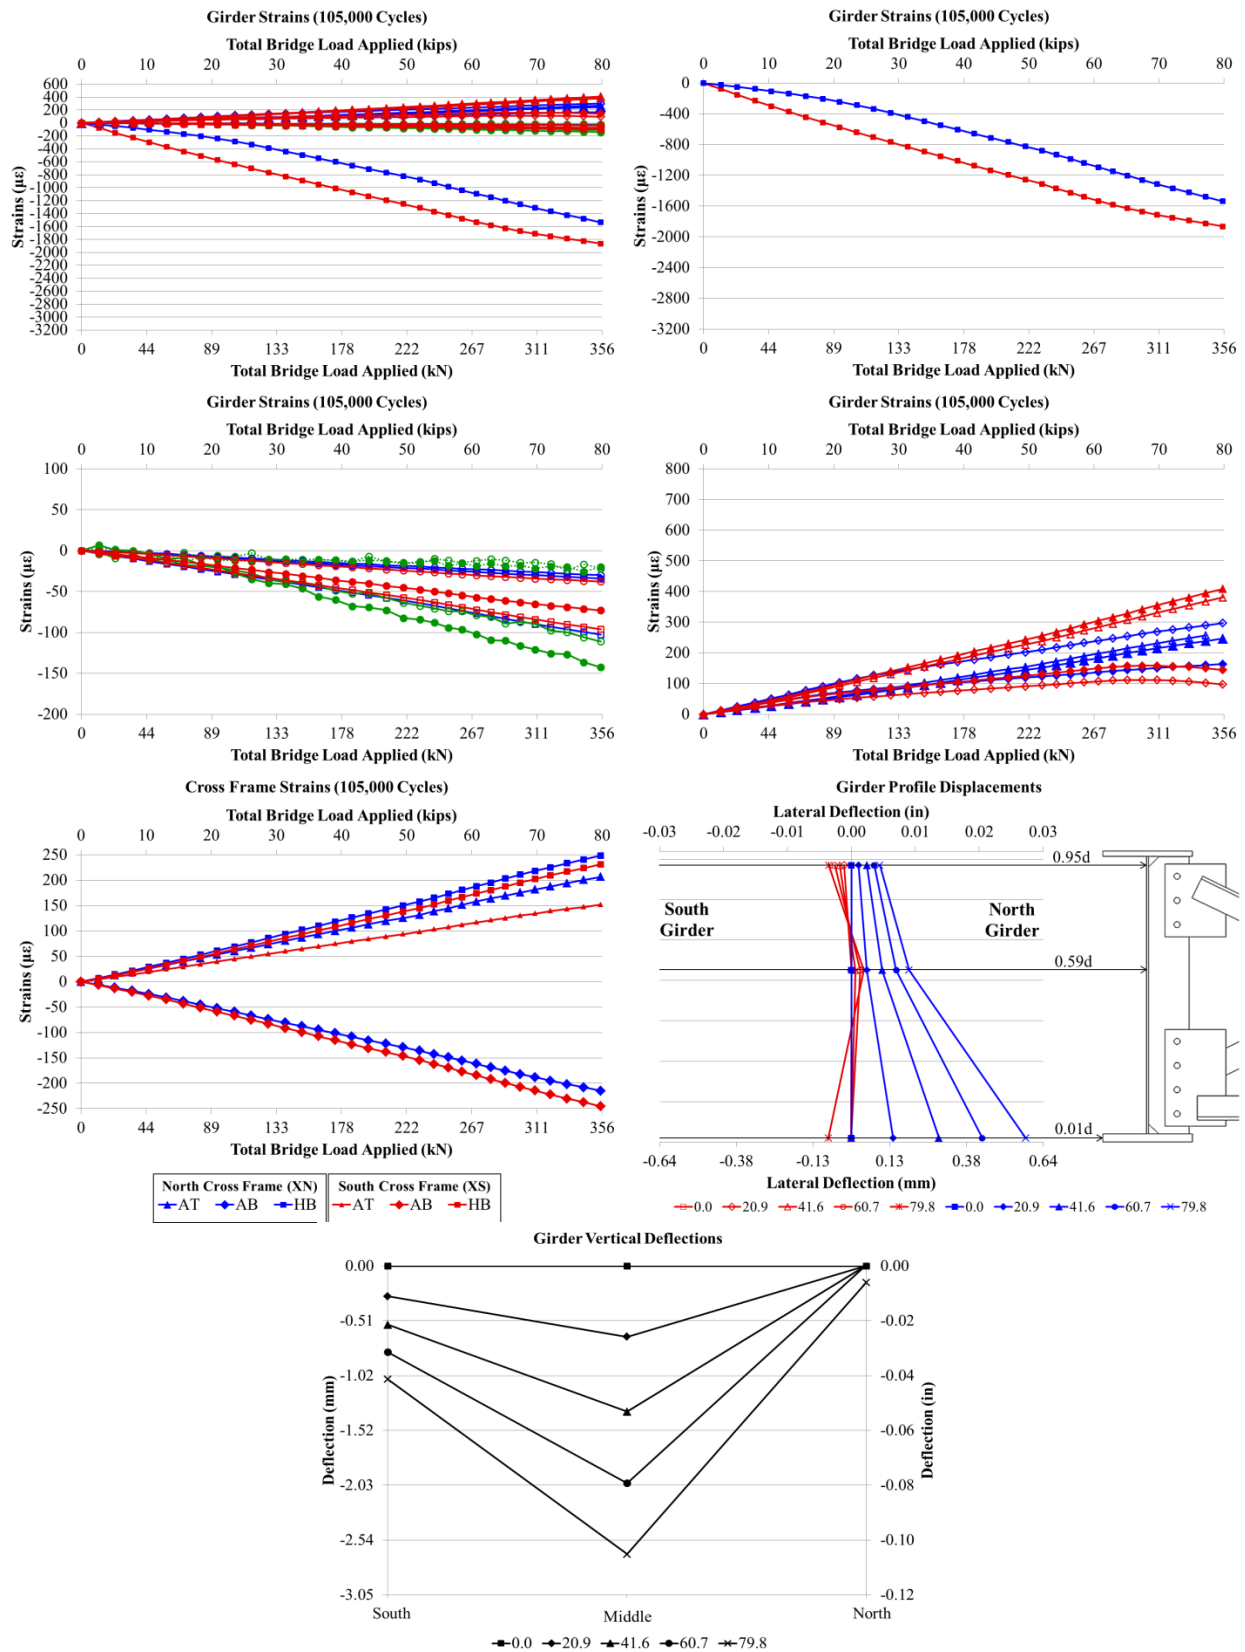 Girder Strains (105,000 Cycles)
Total Bridge Load Applied (kips)
0 10 20 30 40 50 60 70 80
600
400
200
0
-200
-400
-600
-800
-1000
-1200
-1400
-1600
-1800
-2000
-2200
-2400
-2600
-2800
-3000
-3200
Strains (µε)
0 44 89 133 178 222 267 311 356
Total Bridge Load Applied (kN)
Girder Strains (105,000 Cycles)
Total Bridge Load Applied (kips)
0 10 20 30 40 50 60 70 80
0
-400
-800
-1200
-1600
-2000
-2400
-2800
-3200
Strains (µε)
0 44 89 133 178 222 267 311 356
Total Bridge Load Applied (kN)
Girder Strains (105,000 Cycles)
Total Bridge Load Applied (kips)
0 10 20 30 40 50 60 70 80
100
50
0
-50
-100
-150
-200
Strains (µε)
0 44 89 133 178 222 267 311 356
Total Bridge Load Applied (kN)
Girder Strains (105,000 Cycles)
Total Bridge Load Applied (kips)
0 10 20 30 40 50 60 70 80
800
700
600
500
400
300
200
100
0
Strains (µε)
0 44 89 133 178 222 267 311 356
Total Bridge Load Applied (kN)
Cross Frame Strains (105,000 Cycles)
Total Bridge Load Applied (kips)
0 10 20 30 40 50 60 70 80
250
200
150
100
50
0
-50
-100
-150
-200
-250
Strains (µε)
0 44 89 133 178 222 267 311 356
Total Bridge Load Applied (kN)
North Cross Frame (XN) South Cross Frame (XS)
AT AB HB AT AB HB
Girder Profile Displacements
Lateral Deflection (in)
-0.03 -0.02 -0.01 0.00 0.01 0.02 0.03
0.95d
South Girder
North Girder
0.59d
0.01d
-0.64 -0.38 -0.13 0.13 0.38 0.64
Lateral Deflection (mm)
0.0 20.9 41.6 60.7 79.8 0.0 20.9 41.6 60.7 79.8
Girder Vertical Deflections
0.00
-0.51
-1.02
-1.52
-2.03
-2.54
-3.05
Deflection (mm)
0.00
-0.02
-0.04
-0.06
-0.08
-0.10
-0.12
Deflection (in)
South Middle North
0.0 20.9 41.6 60.7 79.8